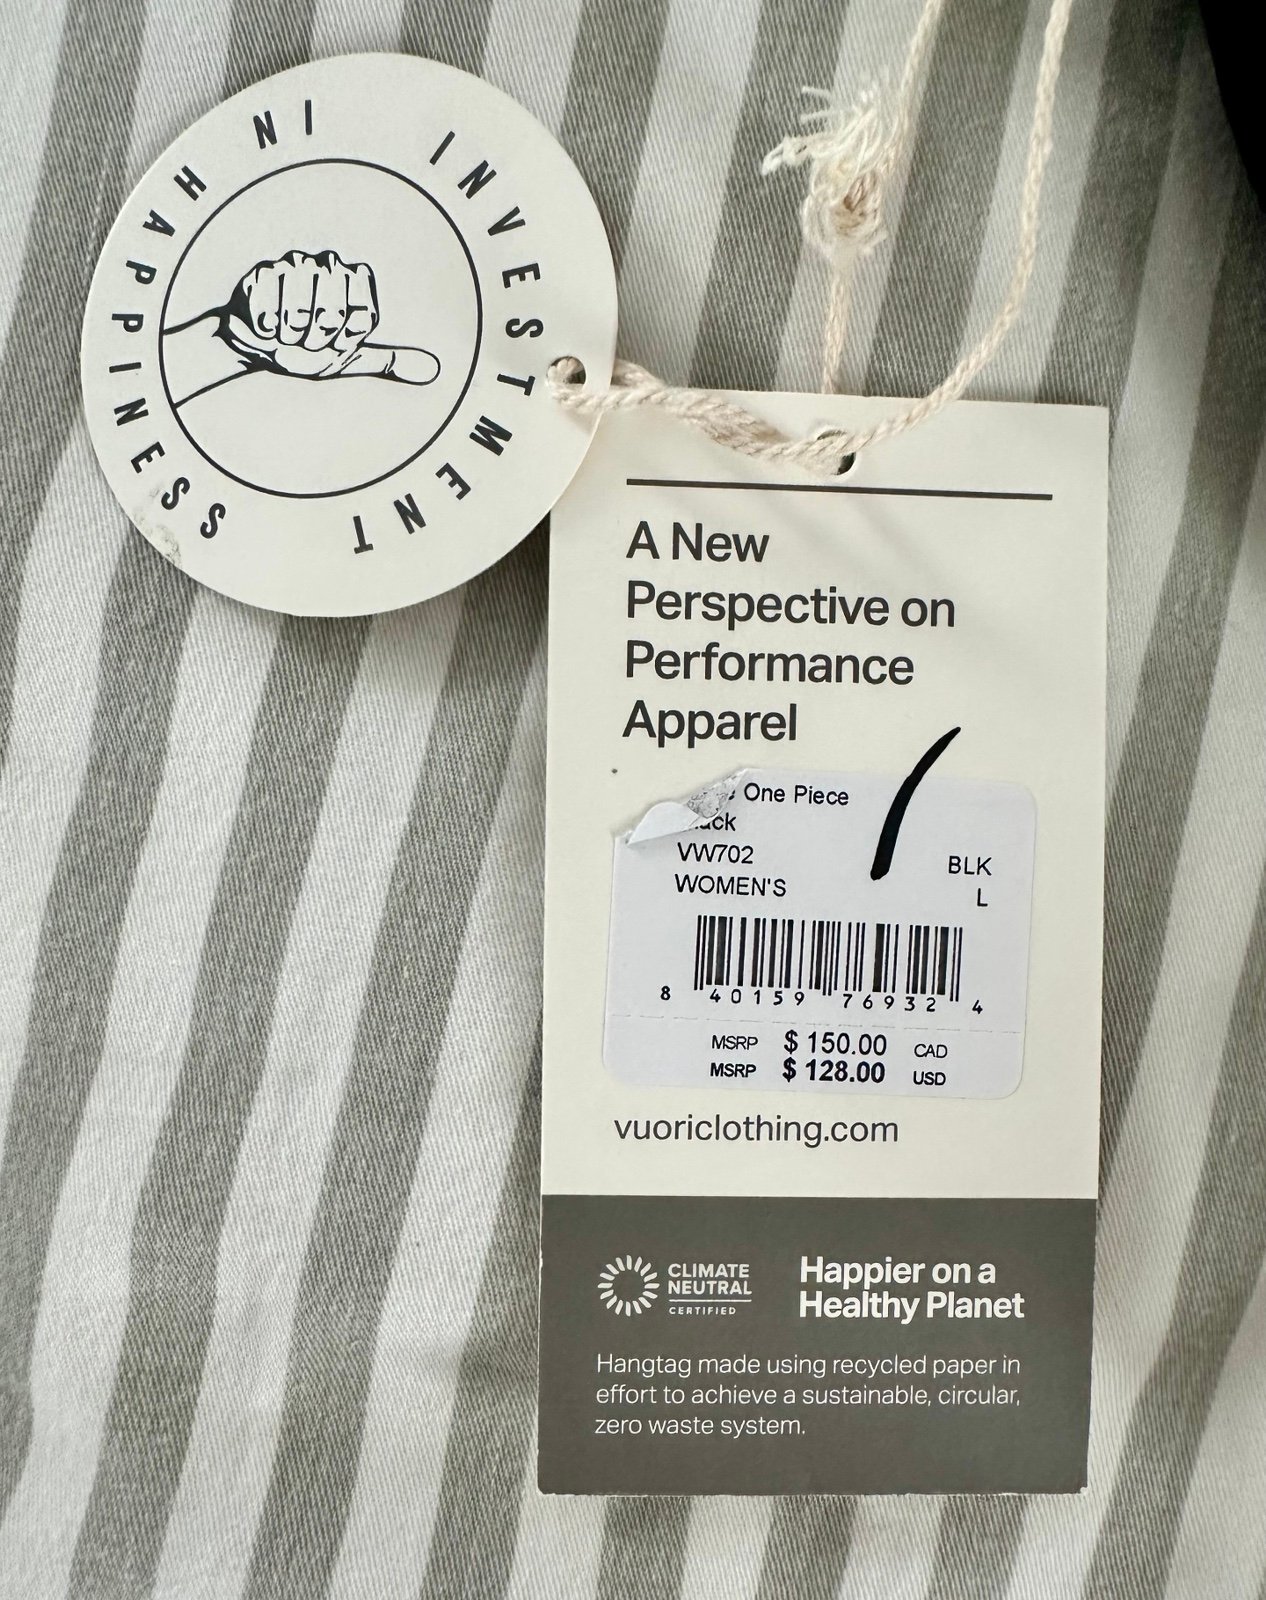 INVESTMENT
IN HAPPINESS
A New
Perspective on
Performance
Apparel
One Piece
VW702
BLK
WOMEN'S
L
8 40159 76932 4
MSRP $ 150.00 CAD
MSRP $ 128.00 USD
vuoriclothing.com
CLIMATE
NEUTRAL
CERTIFIED
Happier on a
Healthy Planet
Hangtag made using recycled paper in
effort to achieve a sustainable, circular,
zero waste system.